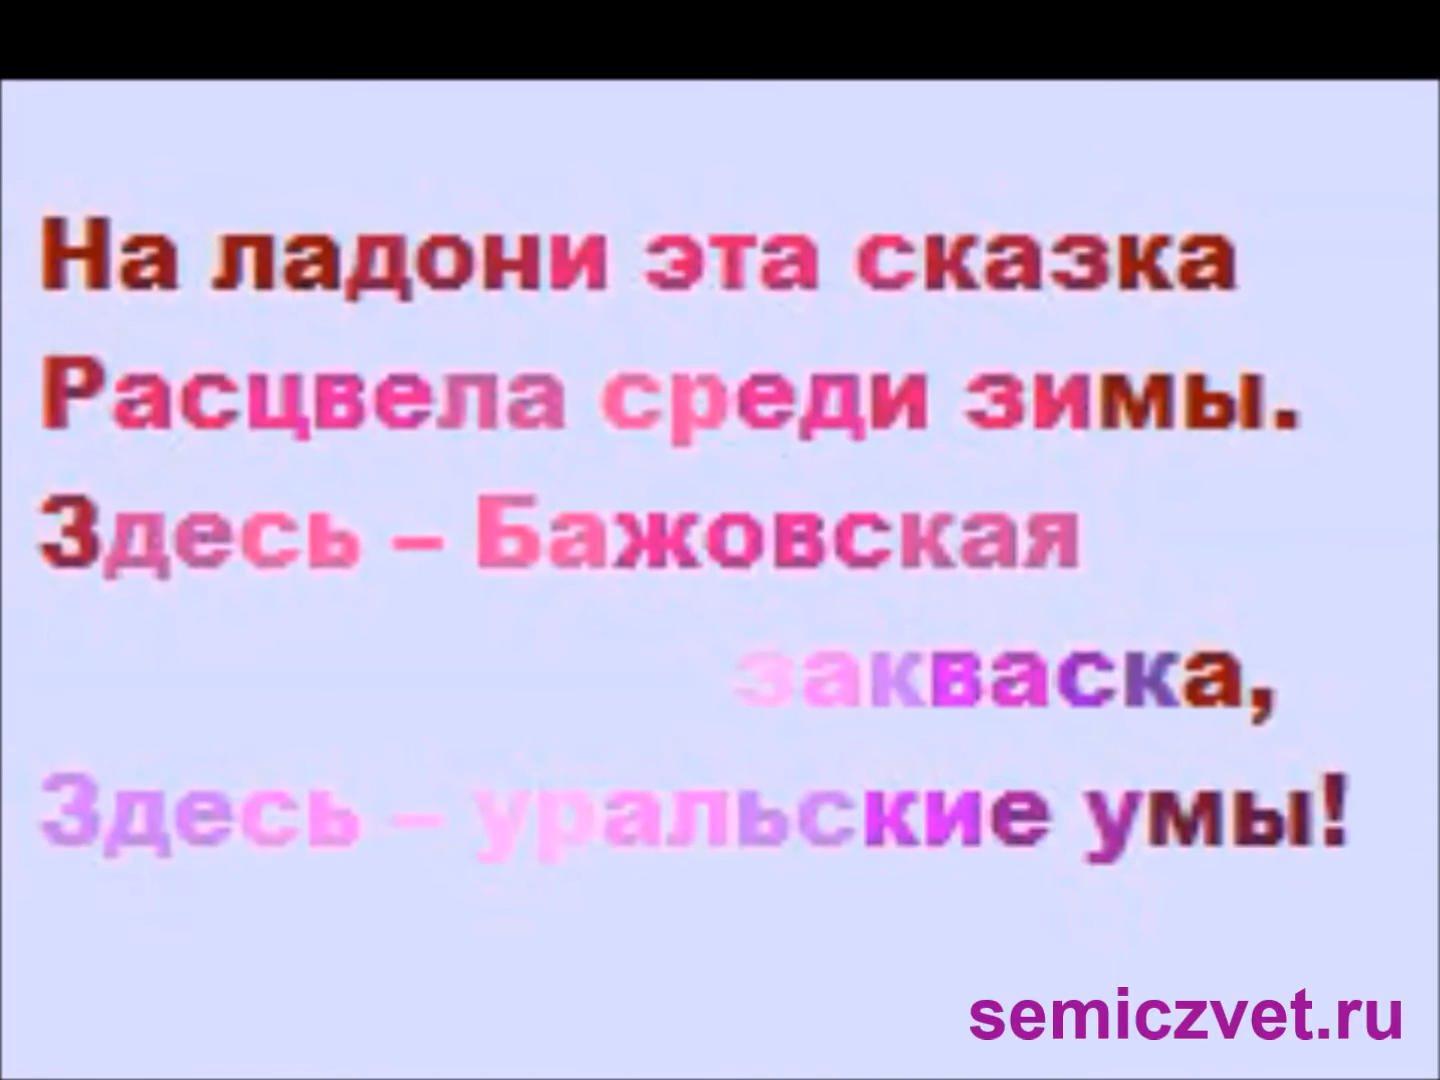 На ладони эта сказка
Расцвела среди зимы.
Здесь – Бажовская
закваска,
Здесь – уральские умы!
semiczvet.ru